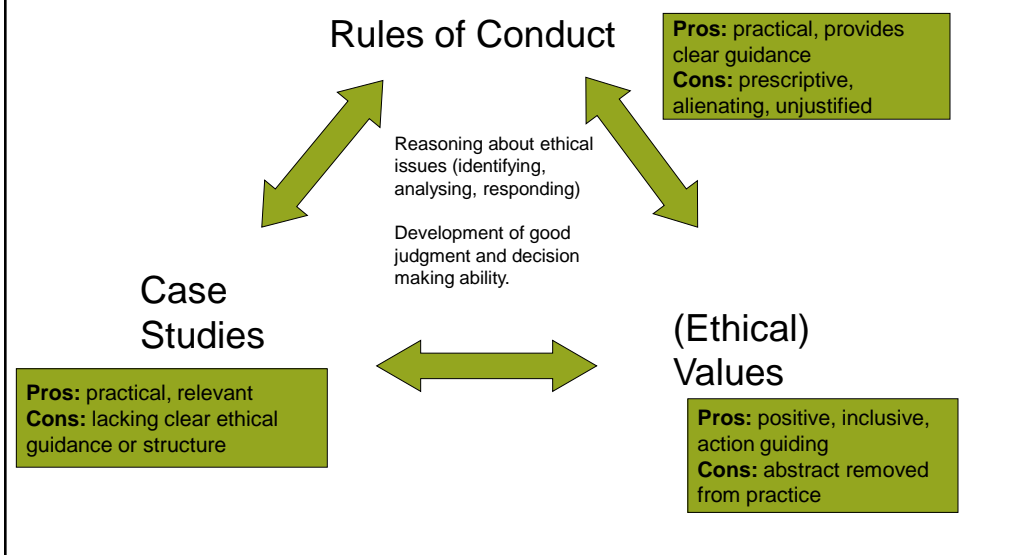 Rules of Conduct
Pros: practical, provides
clear guidance
Cons: prescriptive,
alienating, unjustified
Reasoning about ethical
issues (identifying,
analysing, responding)
Development of good
judgment and decision
making ability.
Case
Studies
Pros: practical, relevant
Cons: lacking clear ethical
guidance or structure
(Ethical)
Values
Pros: positive, inclusive,
action guiding
Cons: abstract removed
from practice